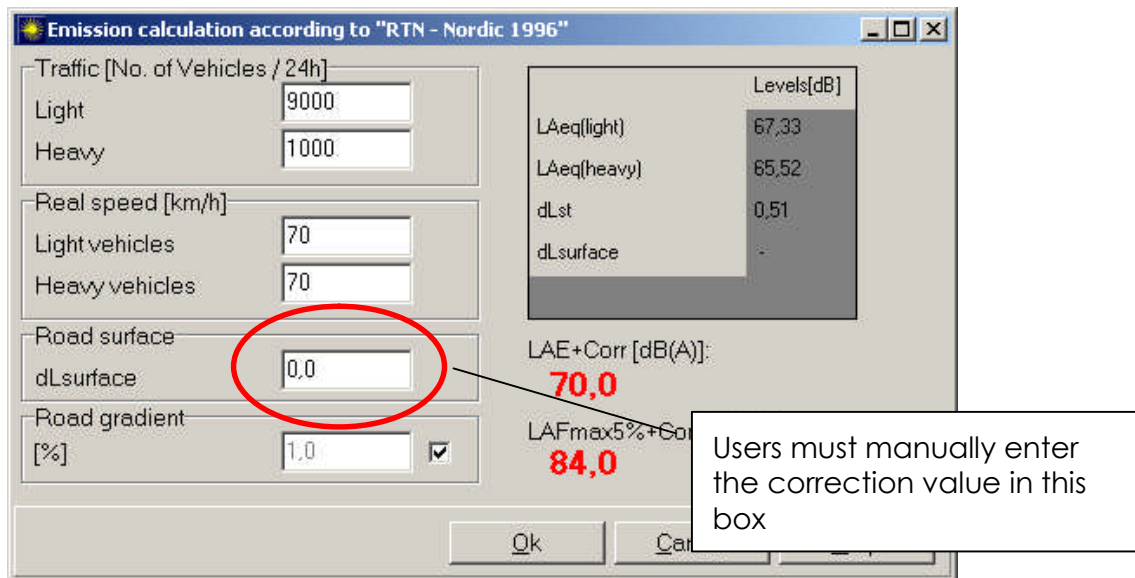 Emission calculation according to "RTN - Nordic 1996"
Traffic [No. of Vehicles / 24h]
Light 9000
Heavy 1000
Real speed [km/h]
Light vehicles 70
Heavy vehicles 70
Road surface
dLsurface 0,0
Road gradient
[%] 1,0
Levels[dB]
LAeq(light) 67,33
LAeq(heavy) 65,52
dLst 0,51
dLsurface -
LAE+Corr [dB(A)]:
70,0
LAFmax5%+Cor
84,0
Users must manually enter
the correction value in this
box
Ok